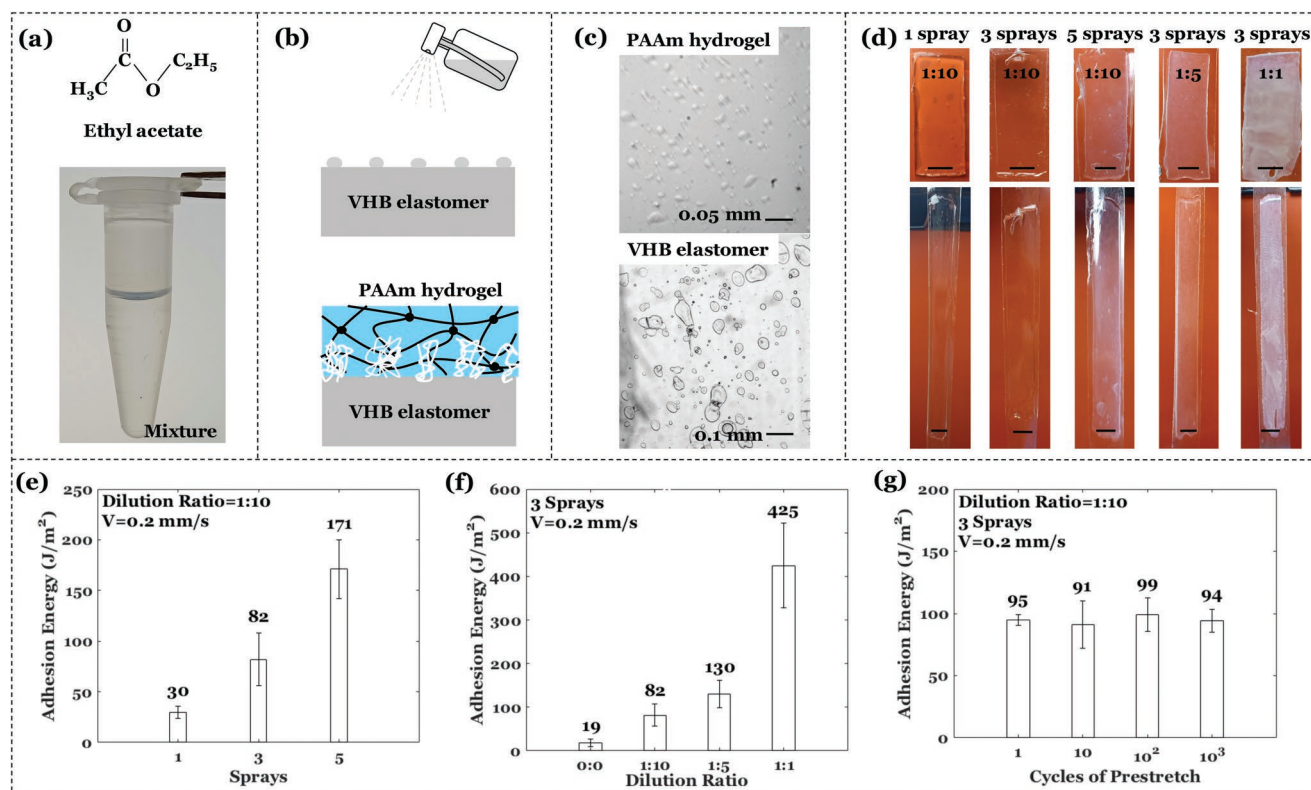 (a)
O
H₃C
C
O
C₂H₅
Ethyl acetate
Mixture
(b)
VHB elastomer
PAAm hydrogel
VHB elastomer
(c)
PAAm hydrogel
0.05 mm
VHB elastomer
0.1 mm
(d)
1 spray 3 sprays 5 sprays 3 sprays 3 sprays
1:10 1:10 1:10 1:5 1:1
(e)
Dilution Ratio=1:10
V=0.2 mm/s
Adhesion Energy (J/m²)
250
200
150
100
50
0
30
82
171
1 3 5
Sprays
(f)
3 Sprays
V=0.2 mm/s
Adhesion Energy (J/m²)
600
500
400
300
200
100
0
19
82
130
425
0:0 1:10 1:5 1:1
Dilution Ratio
(g)
Dilution Ratio=1:10
3 Sprays
V=0.2 mm/s
Adhesion Energy (J/m²)
200
150
100
50
0
95
91
99
94
1 10 10² 10³
Cycles of Prestretch